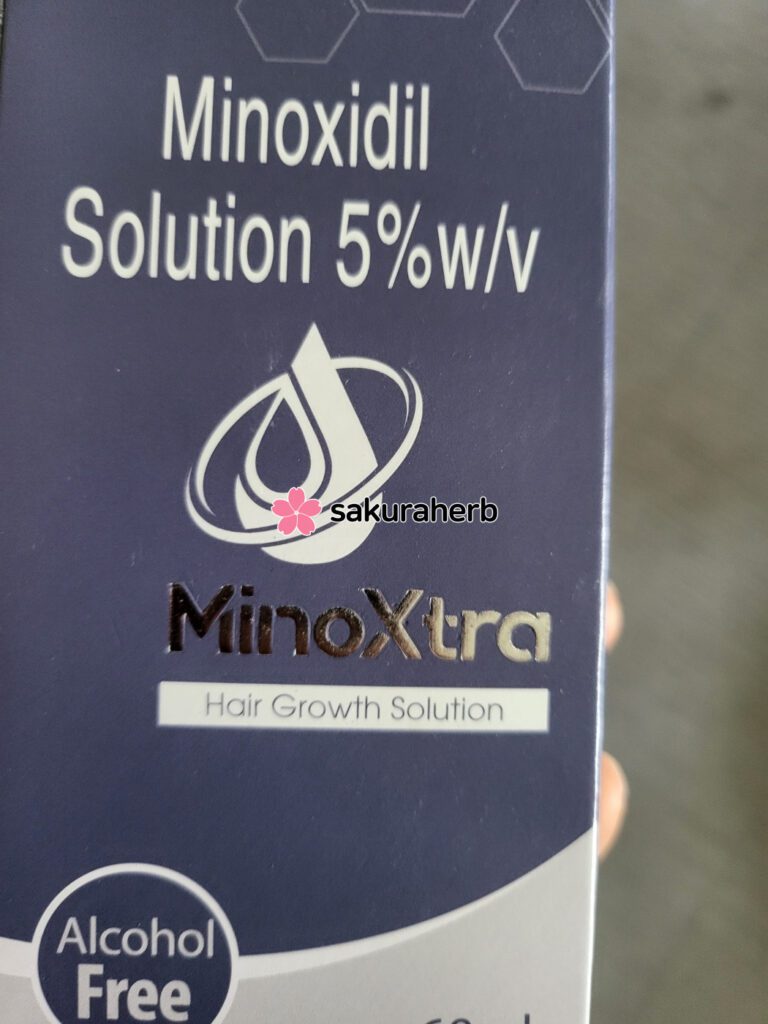 Minoxidil
Solution 5%w/v
sakuraherb
MinoXtra
Hair Growth Solution
Alcohol
Free